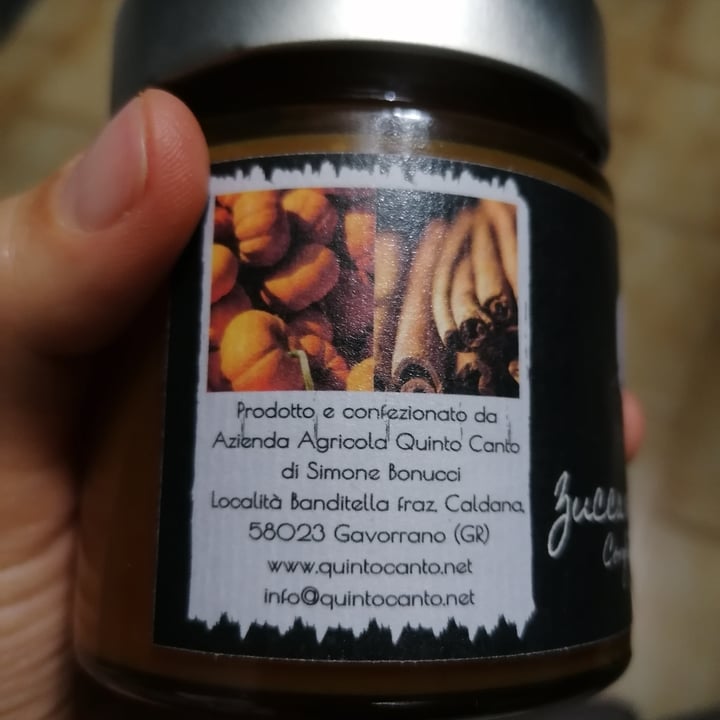 Prodotto e confezionato da
Azienda Agricola Quinto Canto
di Simone Bonucci
Località Banditella fraz. Caldana,
58023 Gavorrano (GR)
www.quintocanto.net
info@quintocanto.net
Zucca